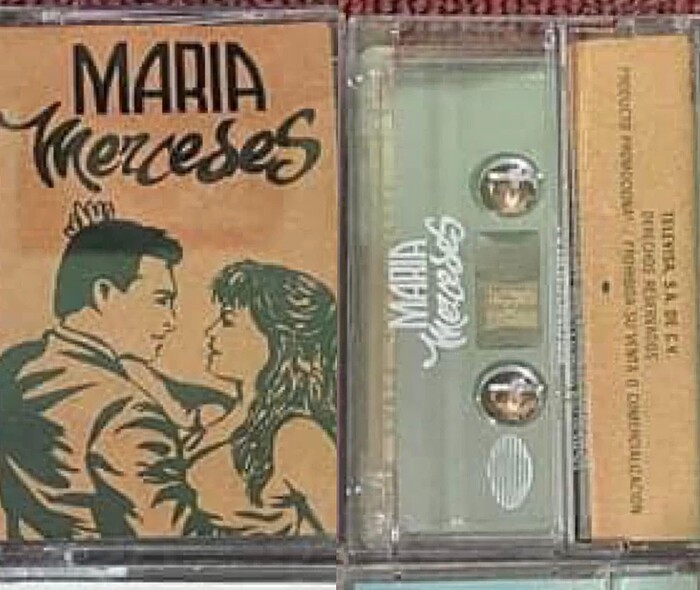 MARIA
Mercedes
MARIA
Mercedes
TELEVISA, S.A. DE C.V.
DERECHOS RESERVADOS
PRODUCTO PROMOCIONAL / PROHIBIDA SU VENTA O COMERCIALIZACION